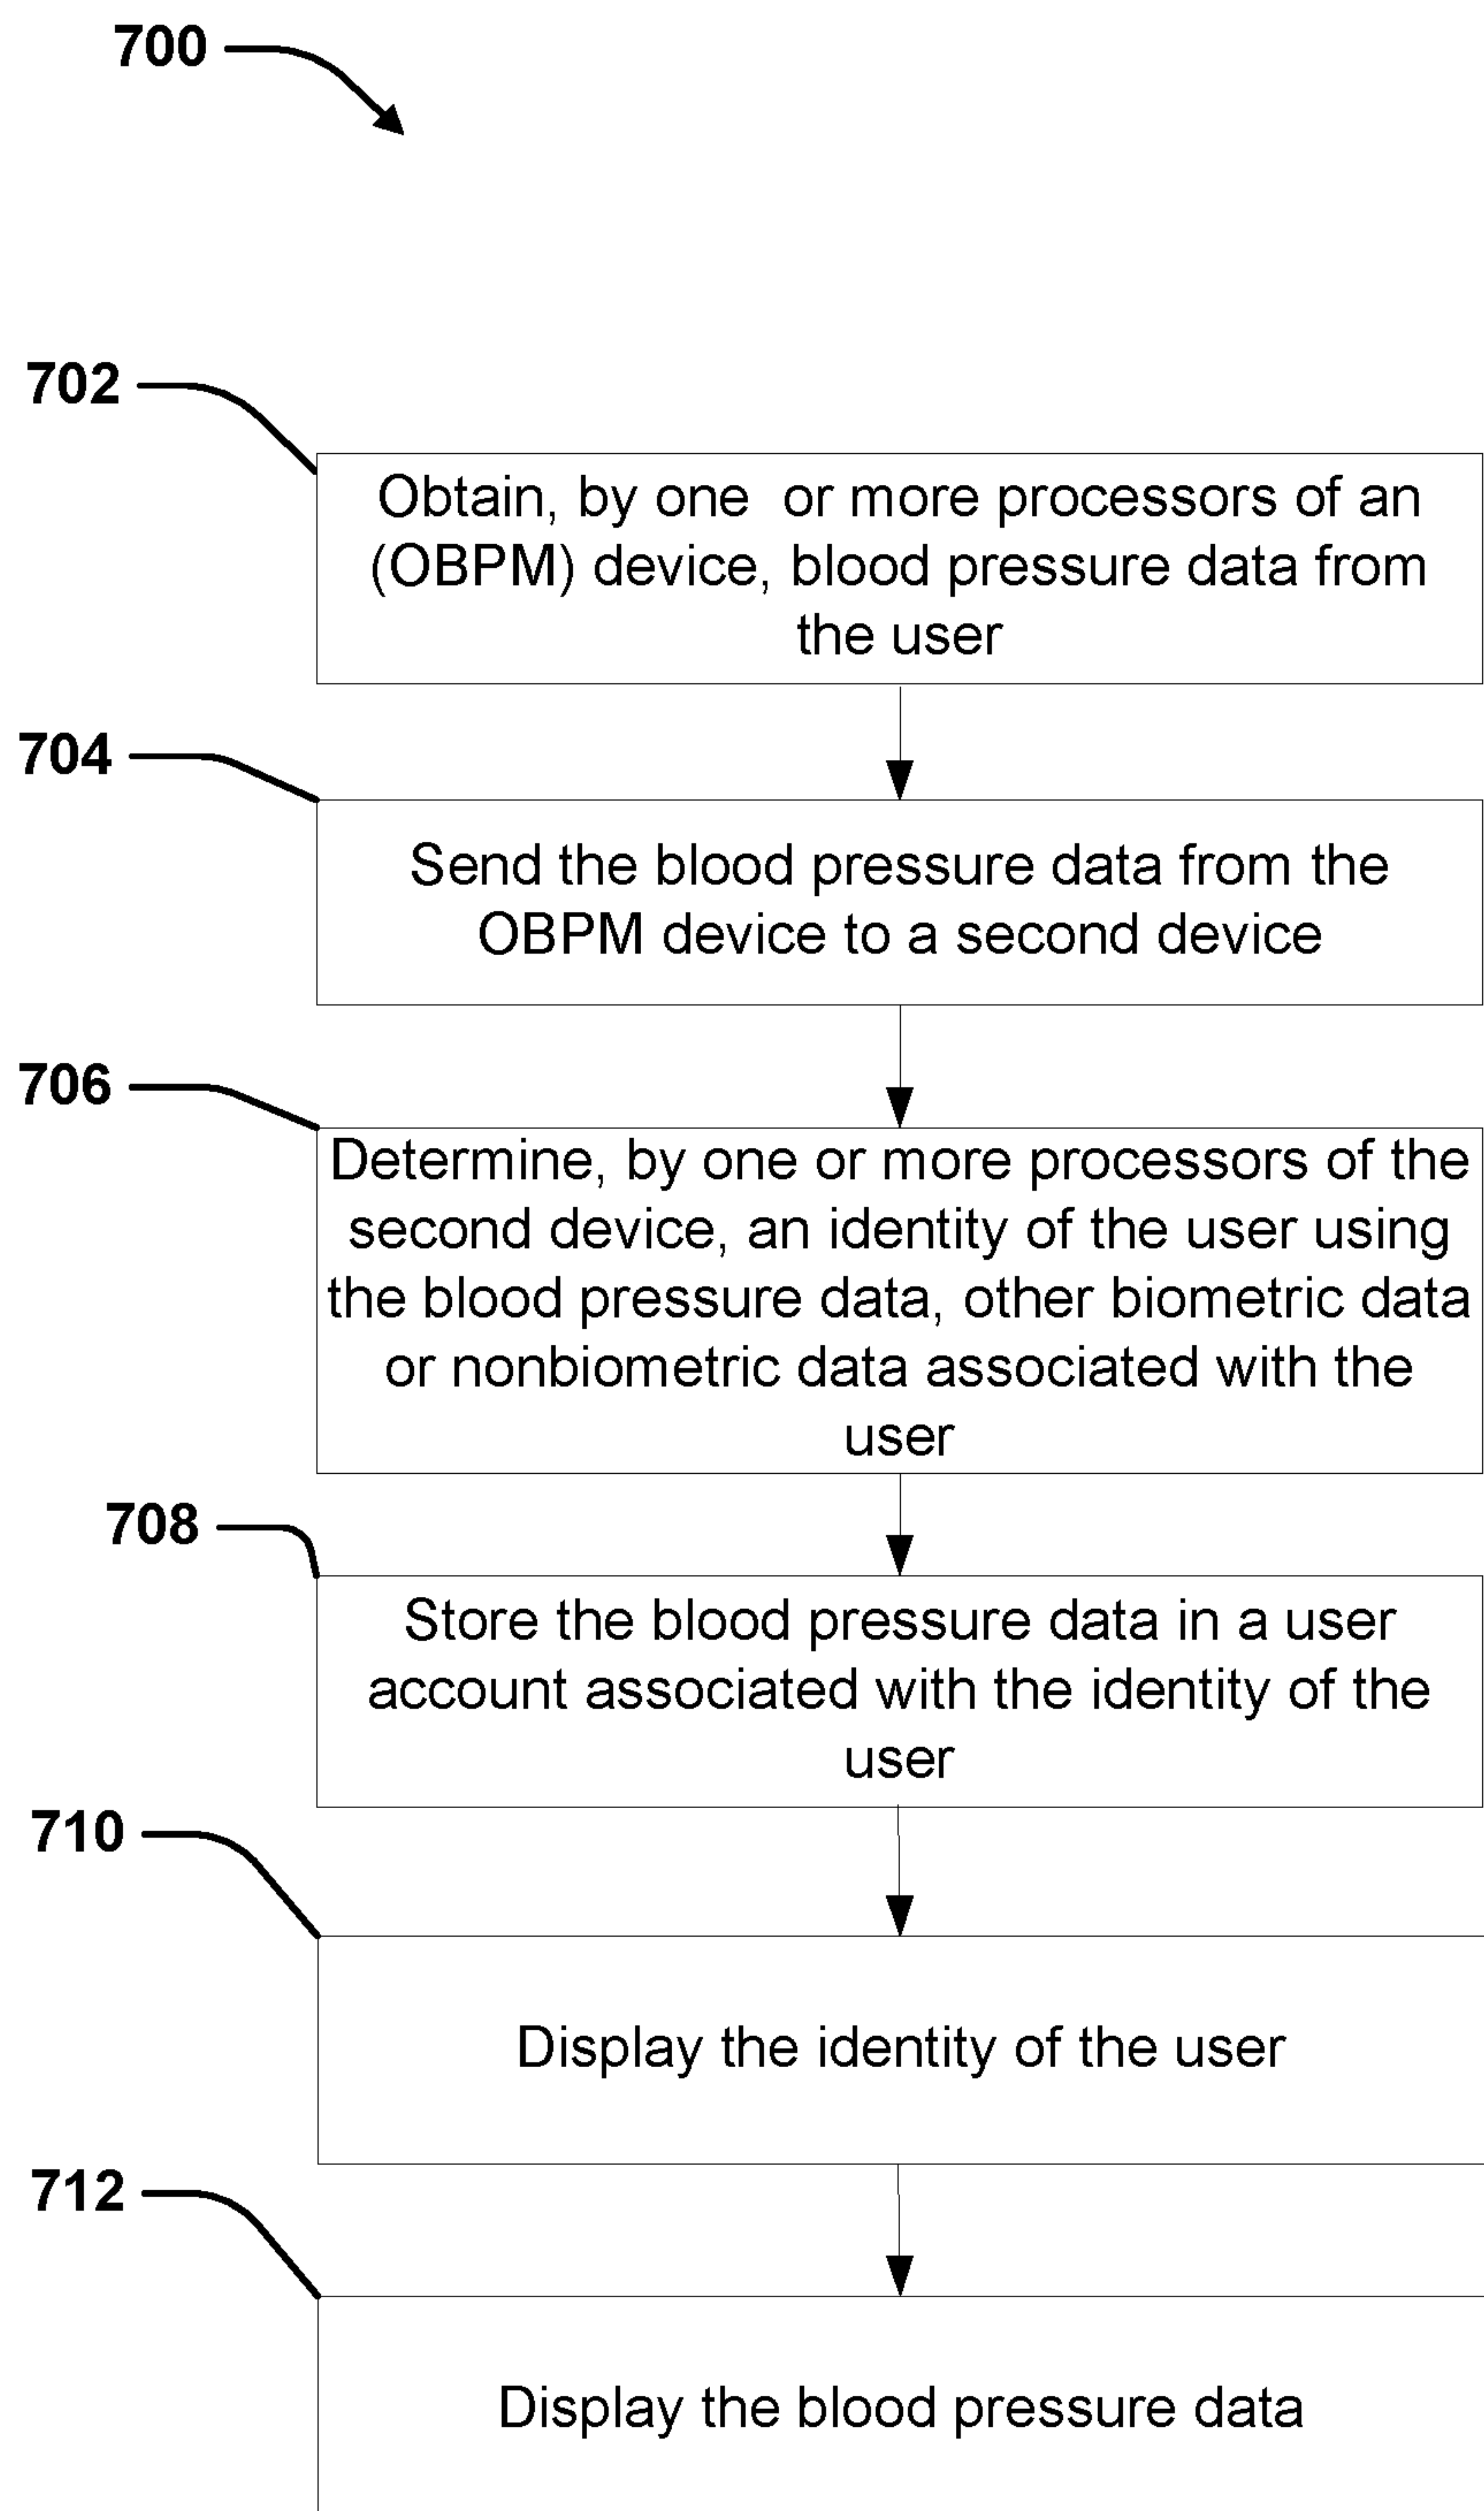 700
702
Obtain, by one or more processors of an
(OBPM) device, blood pressure data from
the user
704
Send the blood pressure data from the
OBPM device to a second device
706
Determine, by one or more processors of the
second device, an identity of the user using
the blood pressure data, other biometric data
or nonbiometric data associated with the
user
708
Store the blood pressure data in a user
account associated with the identity of the
user
710
Display the identity of the user
712
Display the blood pressure data